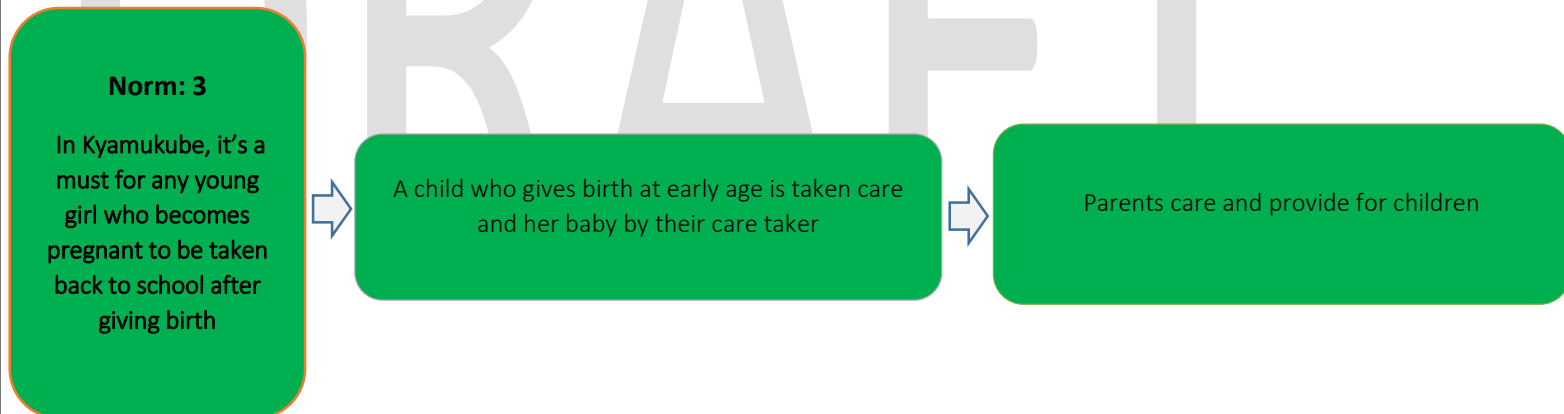 DRAFT
Norm: 3
In Kyamukube, it’s a
must for any young
girl who becomes
pregnant to be taken
back to school after
giving birth
A child who gives birth at early age is taken care
and her baby by their care taker
Parents care and provide for children